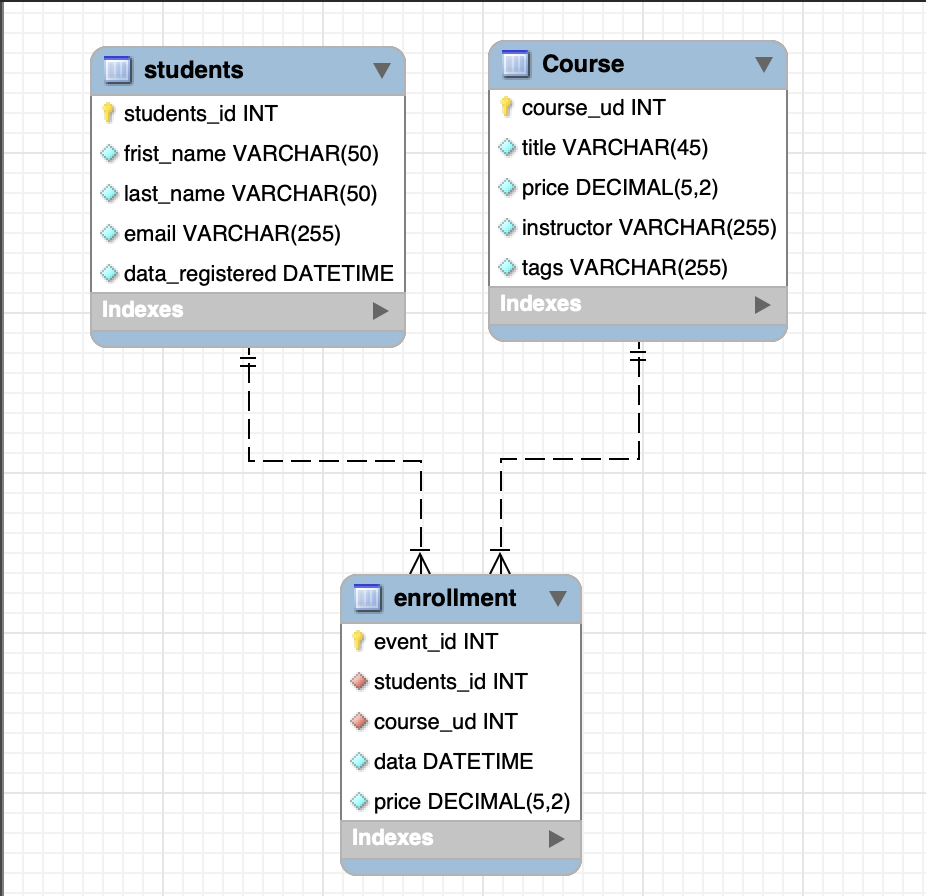 students
students_id INT
frist_name VARCHAR(50)
last_name VARCHAR(50)
email VARCHAR(255)
data_registered DATETIME
Indexes
Course
course_ud INT
title VARCHAR(45)
price DECIMAL(5,2)
instructor VARCHAR(255)
tags VARCHAR(255)
Indexes
enrollment
event_id INT
students_id INT
course_ud INT
data DATETIME
price DECIMAL(5,2)
Indexes